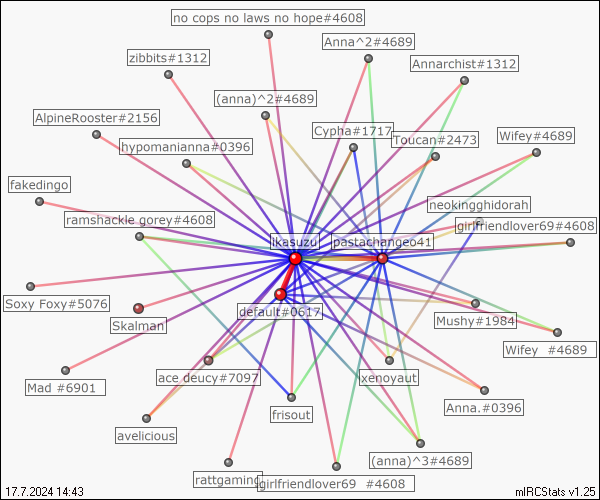 no cops no laws no hope#4608
Anna^2#4689
zibbits#1312
Annarchist#1312
(anna)^2#4689
AlpineRooster#2156
Cypha#1717
Toucan#2473
Wifey#4689
hypomanianna#0396
fakedingo
neokingghidorah
ramshackle gorey#4608
girlfriendlover69#4608
ikasuzu
pastachangeo41
Soxy Foxy#5076
default#0617
Skalman
Mushy#1984
Wifey #4689
Mad #6901
ace deucy#7097
xenoyaut
Anna.#0396
frisout
avelicious
(anna)^3#4689
rattgaming
girlfriendlover69 #4608
17.7.2024 14:43
mIRCStats v1.25